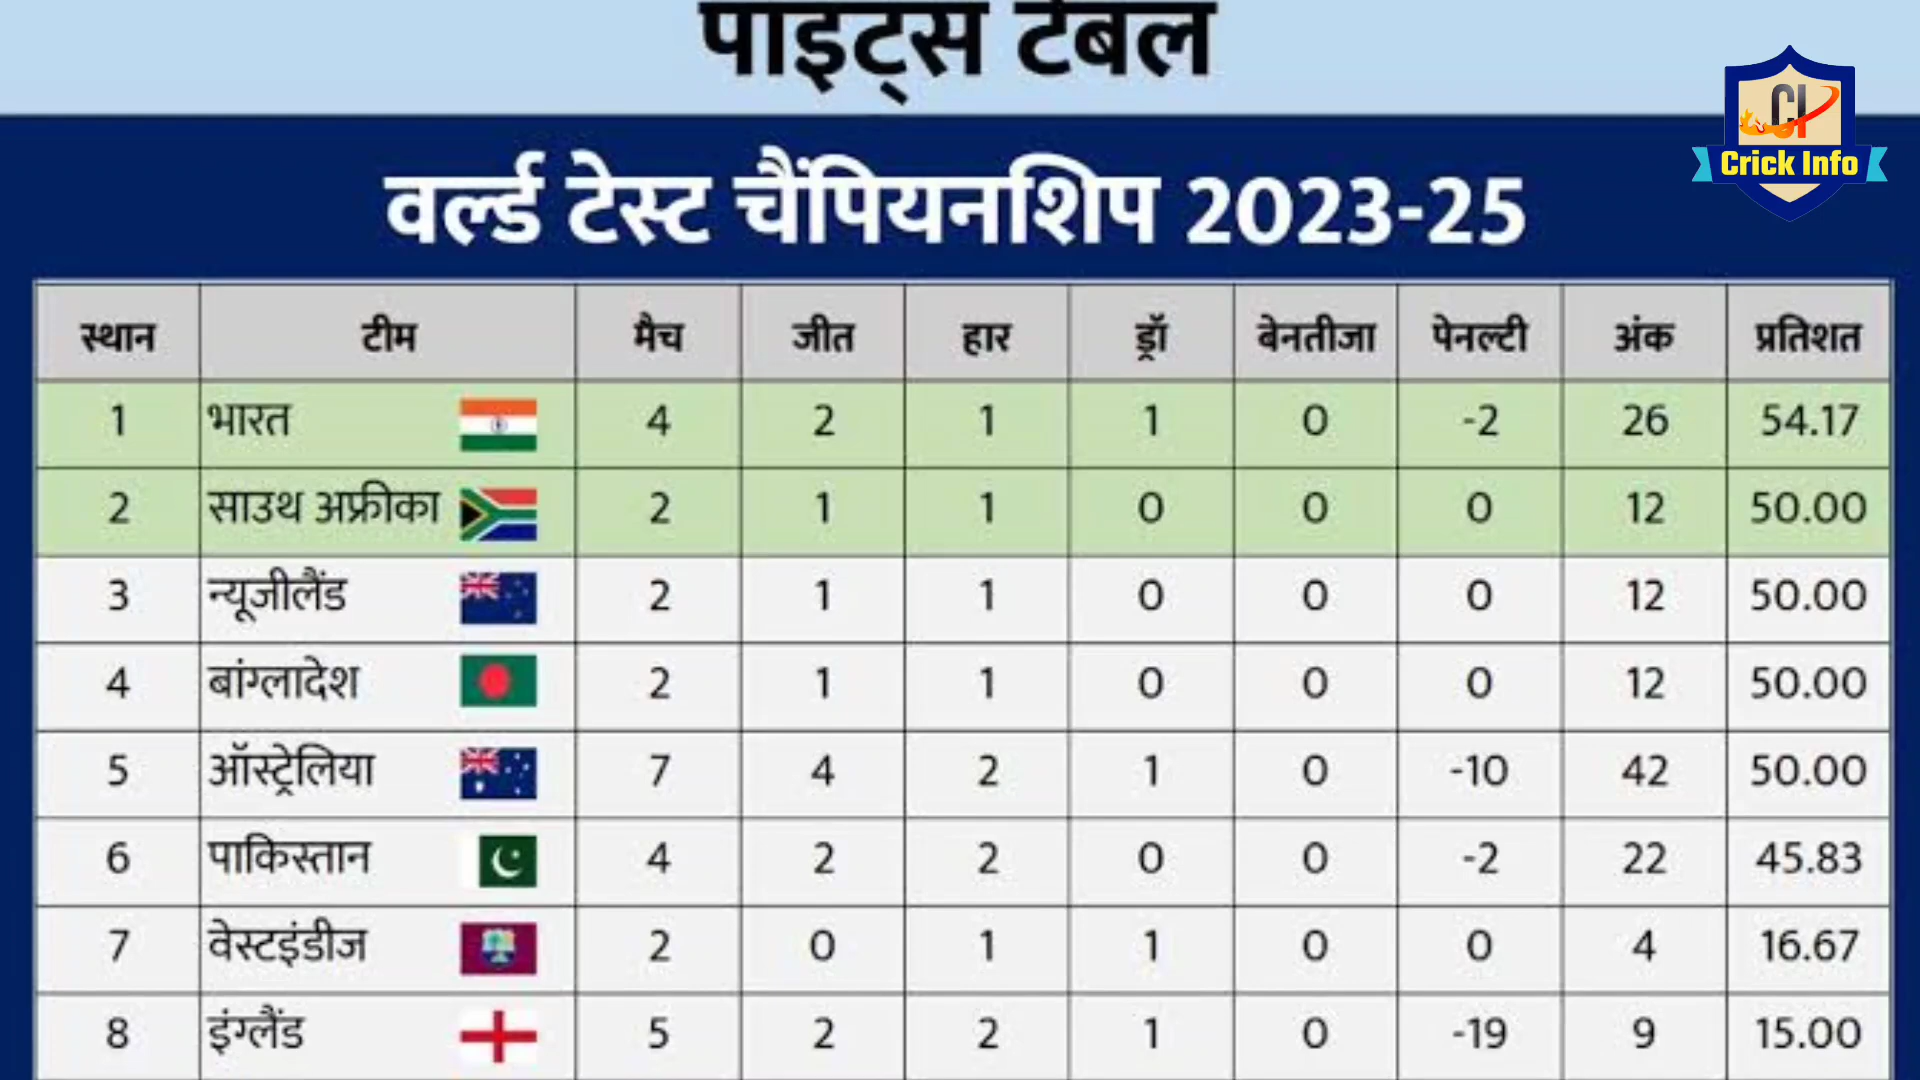 पॉइंट्स टेबल
CI
Crick Info
वर्ल्ड टेस्ट चैंपियनशिप 2023-25
स्थान टीम मैच जीत हार ड्रॉ बेनतीजा पेनल्टी अंक प्रतिशत
1 भारत 4 2 1 1 0 -2 26 54.17
2 साउथ अफ्रीका 2 1 1 0 0 0 12 50.00
3 न्यूजीलैंड 2 1 1 0 0 0 12 50.00
4 बांग्लादेश 2 1 1 0 0 0 12 50.00
5 ऑस्ट्रेलिया 7 4 2 1 0 -10 42 50.00
6 पाकिस्तान 4 2 2 0 0 -2 22 45.83
7 वेस्टइंडीज 2 0 1 1 0 0 4 16.67
8 इंग्लैंड 5 2 2 1 0 -19 9 15.00